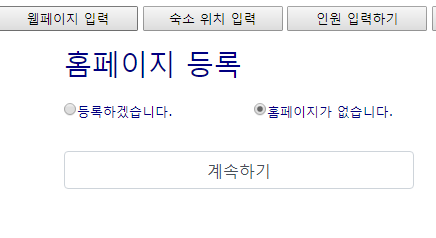 웹페이지 입력 숙소 위치 입력 인원 입력하기
홈페이지 등록
등록하겠습니다. 홈페이지가 없습니다.
계속하기